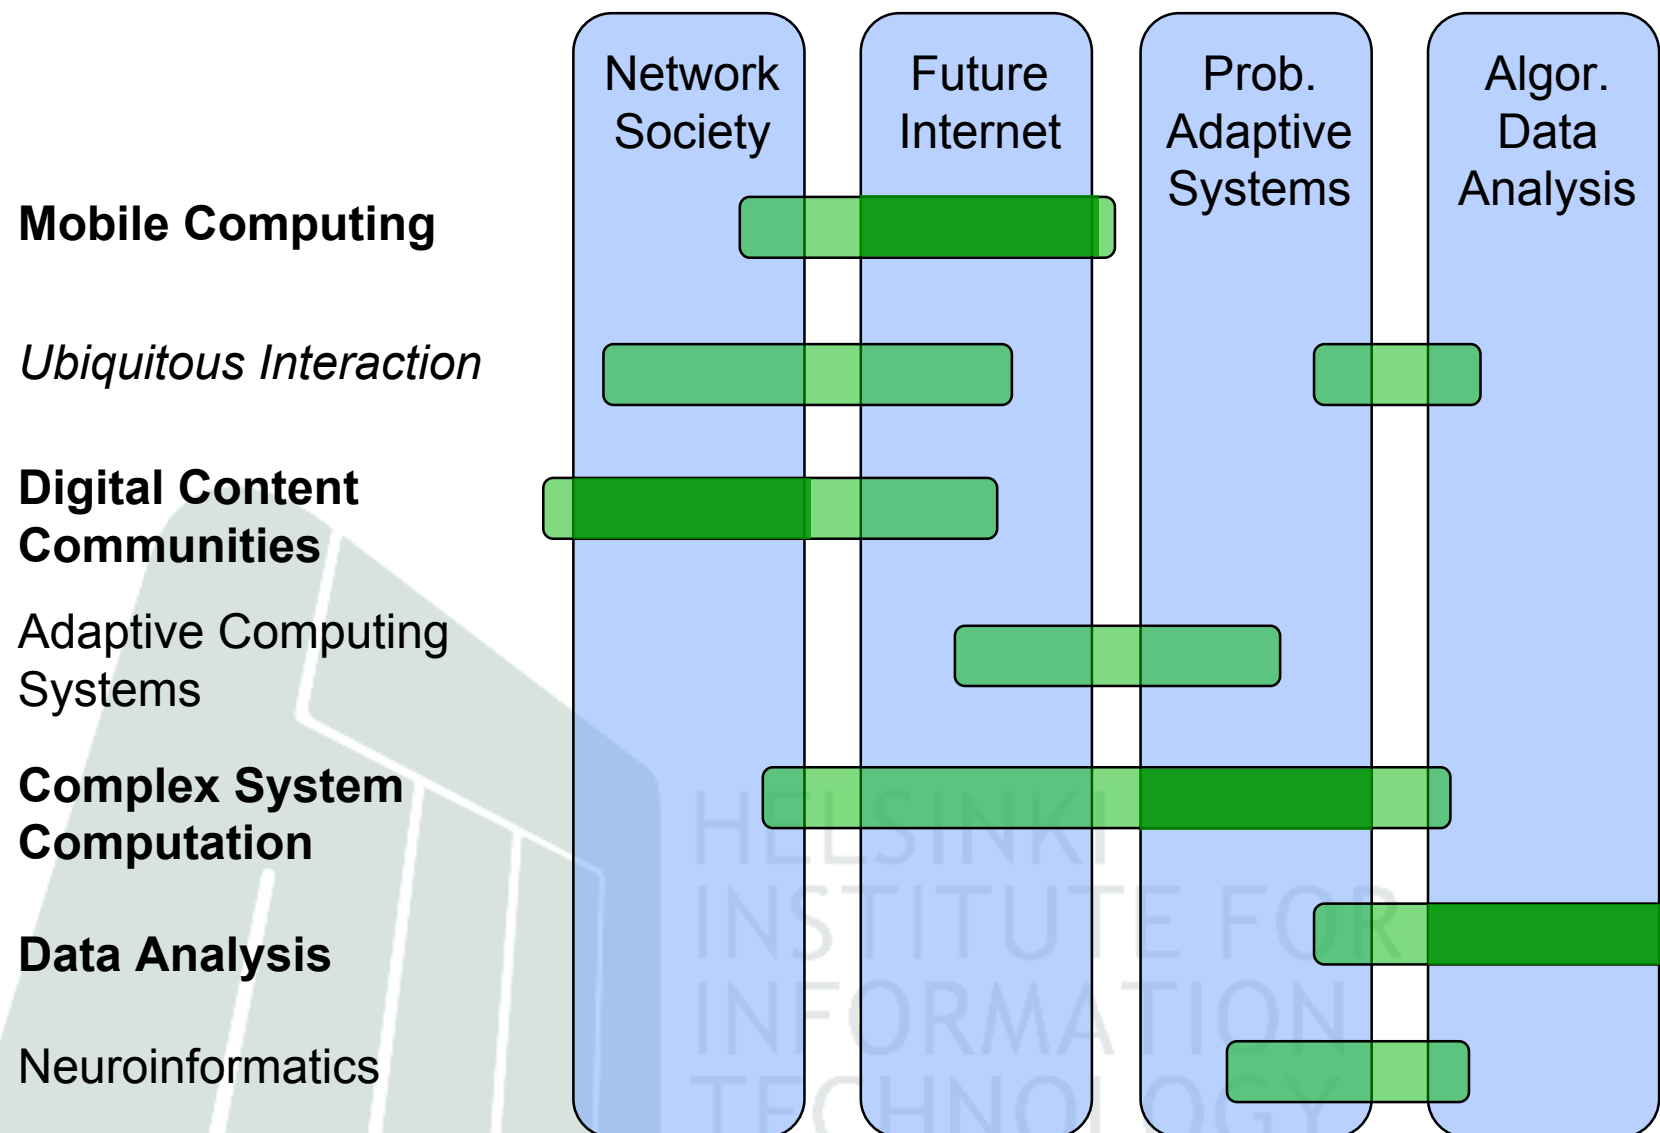 Network
Society
Future
Internet
Prob.
Adaptive
Systems
Algor.
Data
Analysis
Mobile Computing
Ubiquitous Interaction
Digital Content
Communities
Adaptive Computing
Systems
Complex System
Computation
Data Analysis
Neuroinformatics
HELSINKI
INSTITUTE FOR
INFORMATION
TECHNOLOGY